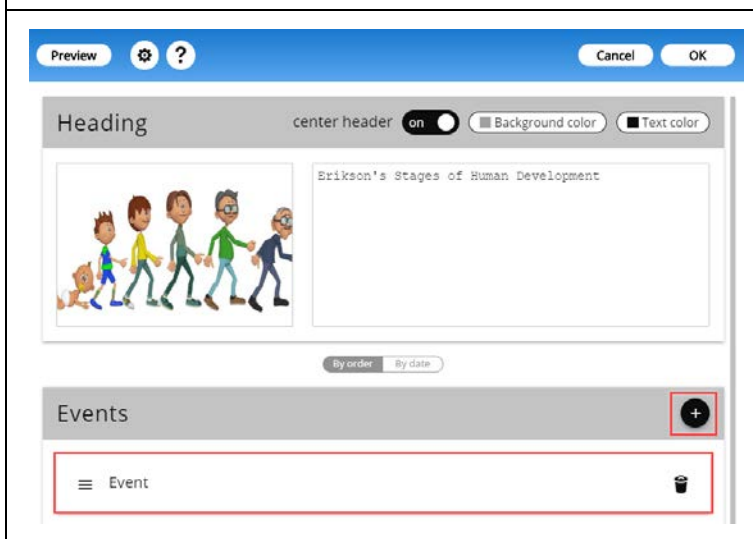 Preview ? Cancel OK
Heading center header on Background color Text color
Erikson's Stages of Human Development
By order By date
Events +
Event